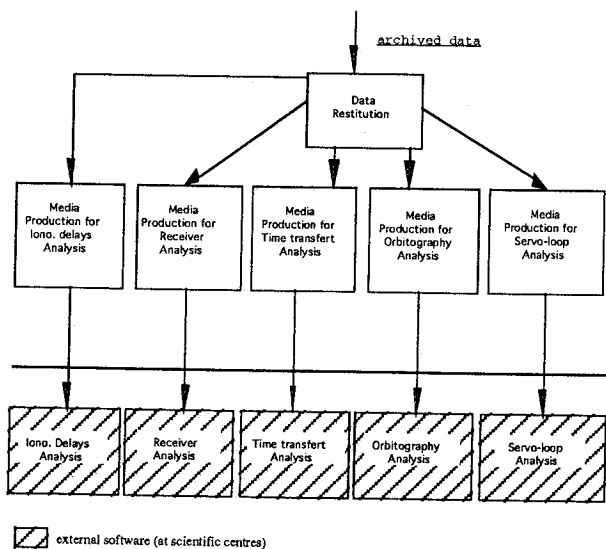 archived data
Data
Restitution
Media
Production for
Iono. delays
Analysis
Media
Production for
Receiver
Analysis
Media
Production for
Time transfert
Analysis
Media
Production for
Orbitography
Analysis
Media
Production for
Servo-loop
Analysis
Iono. Delays
Analysis
Receiver
Analysis
Time transfert
Analysis
Orbitography
Analysis
Servo-loop
Analysis
external software (at scientific centres)